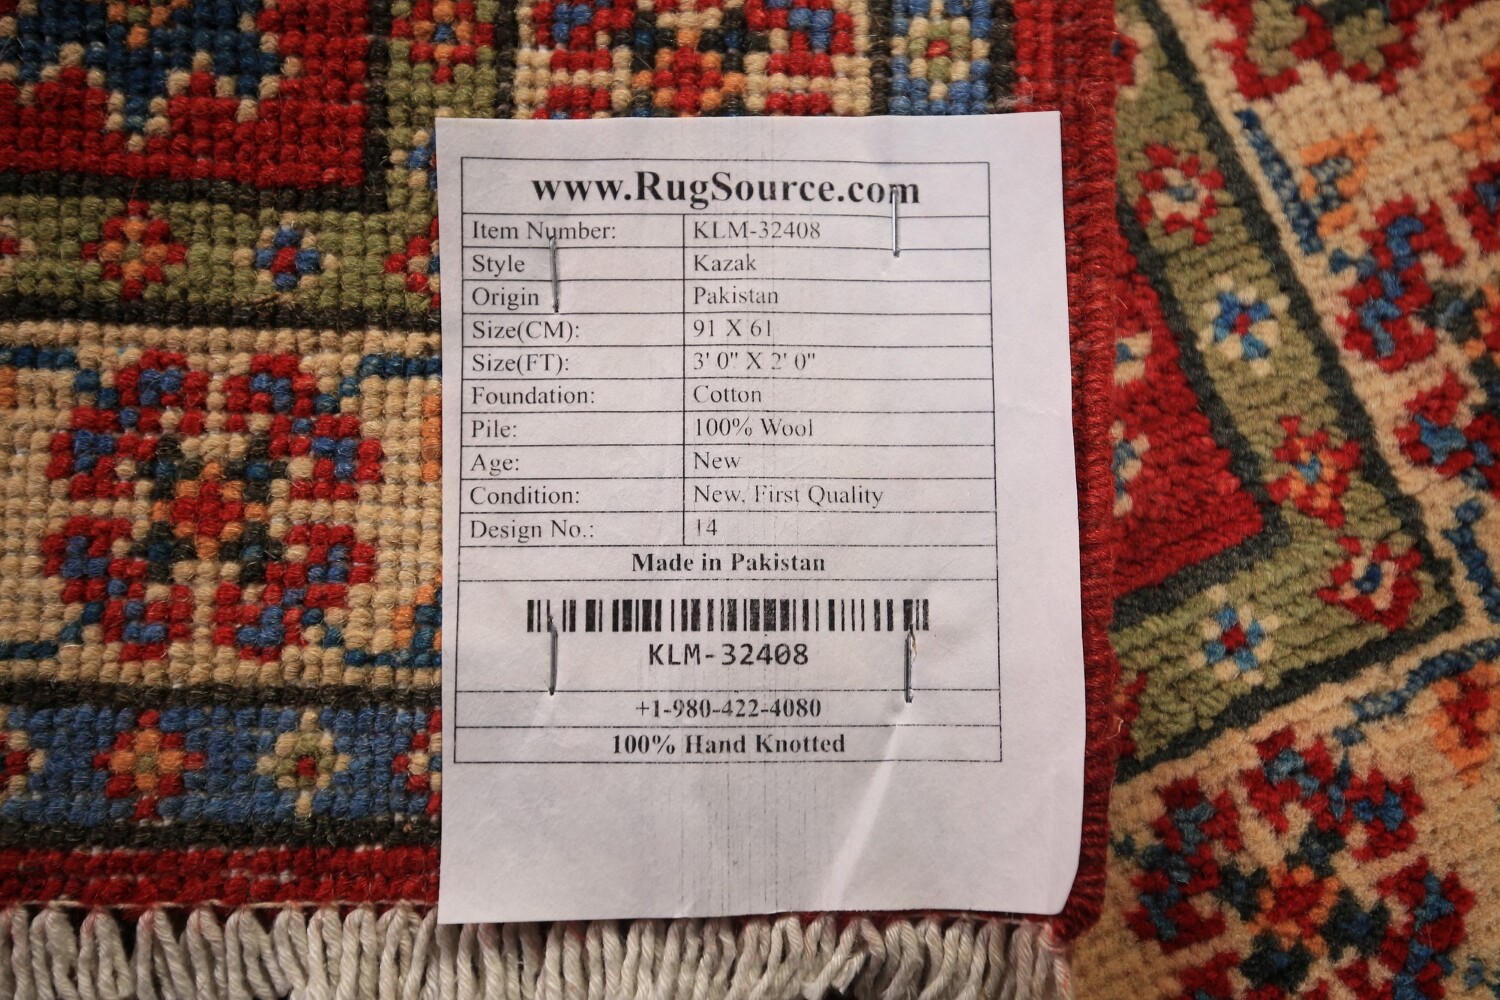 www.RugSource.com
Item Number: KLM-32408
Style Kazak
Origin Pakistan
Size(CM): 91 X 61
Size(FT): 3' 0" X 2' 0"
Foundation: Cotton
Pile: 100% Wool
Age: New
Condition: New, First Quality
Design No.: 14
Made in Pakistan
KLM-32408
+1-980-422-4080
100% Hand Knotted